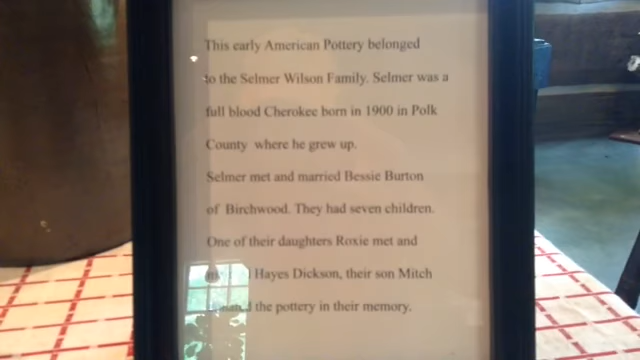 This early American Pottery belonged
to the Selmer Wilson Family. Selmer was a
full blood Cherokee born in 1900 in Polk
County where he grew up.
Selmer met and married Bessie Burton
of Birchwood. They had seven children.
One of their daughters Roxie met and
Hayes Dickson, their son Mitch
the pottery in their memory.